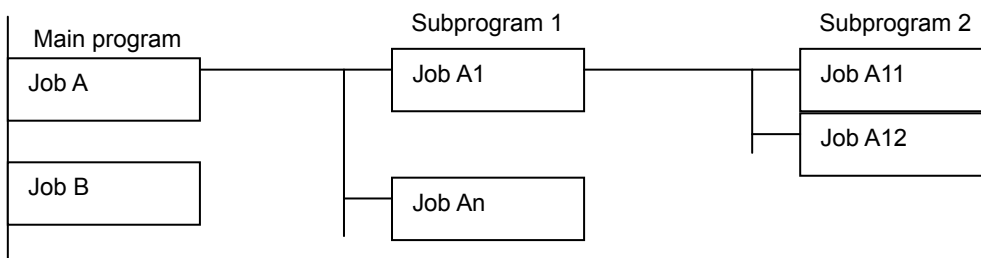 Main program
Subprogram 1
Subprogram 2
Job A
Job A1
Job A11
Job A12
Job B
Job An